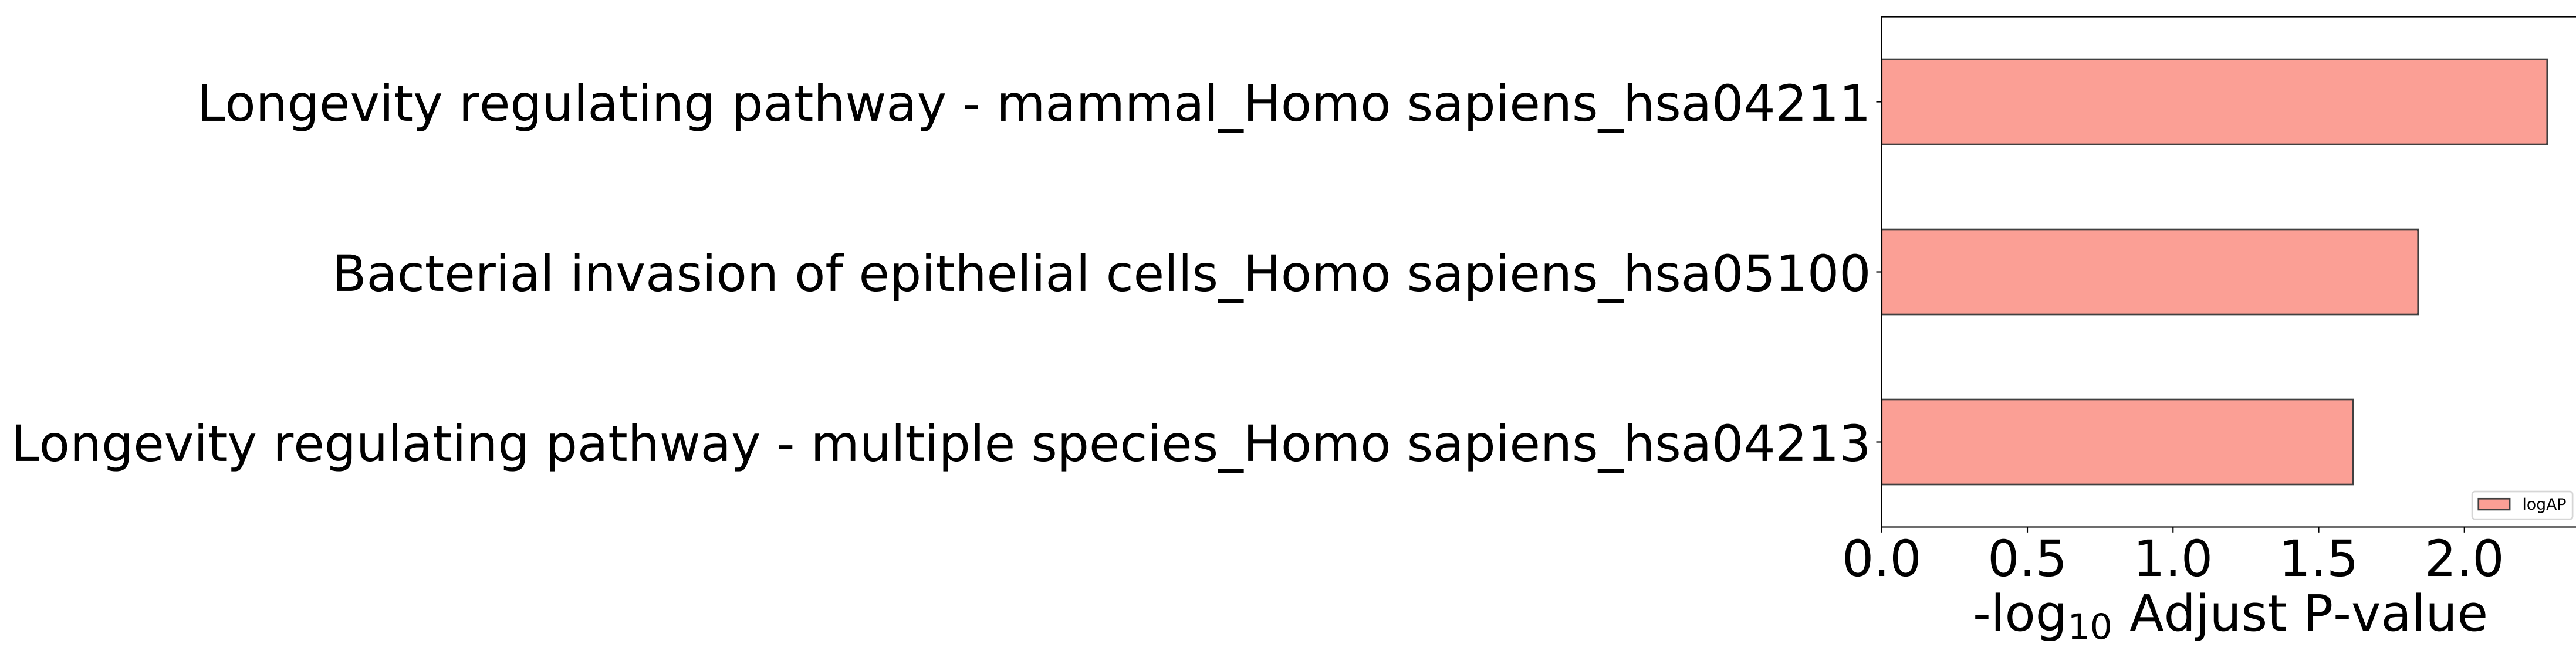 Longevity regulating pathway - mammal_Homo sapiens_hsa04211
Bacterial invasion of epithelial cells_Homo sapiens_hsa05100
Longevity regulating pathway - multiple species_Homo sapiens_hsa04213
logAP
0.0 0.5 1.0 1.5 2.0
-log₁₀ Adjust P-value